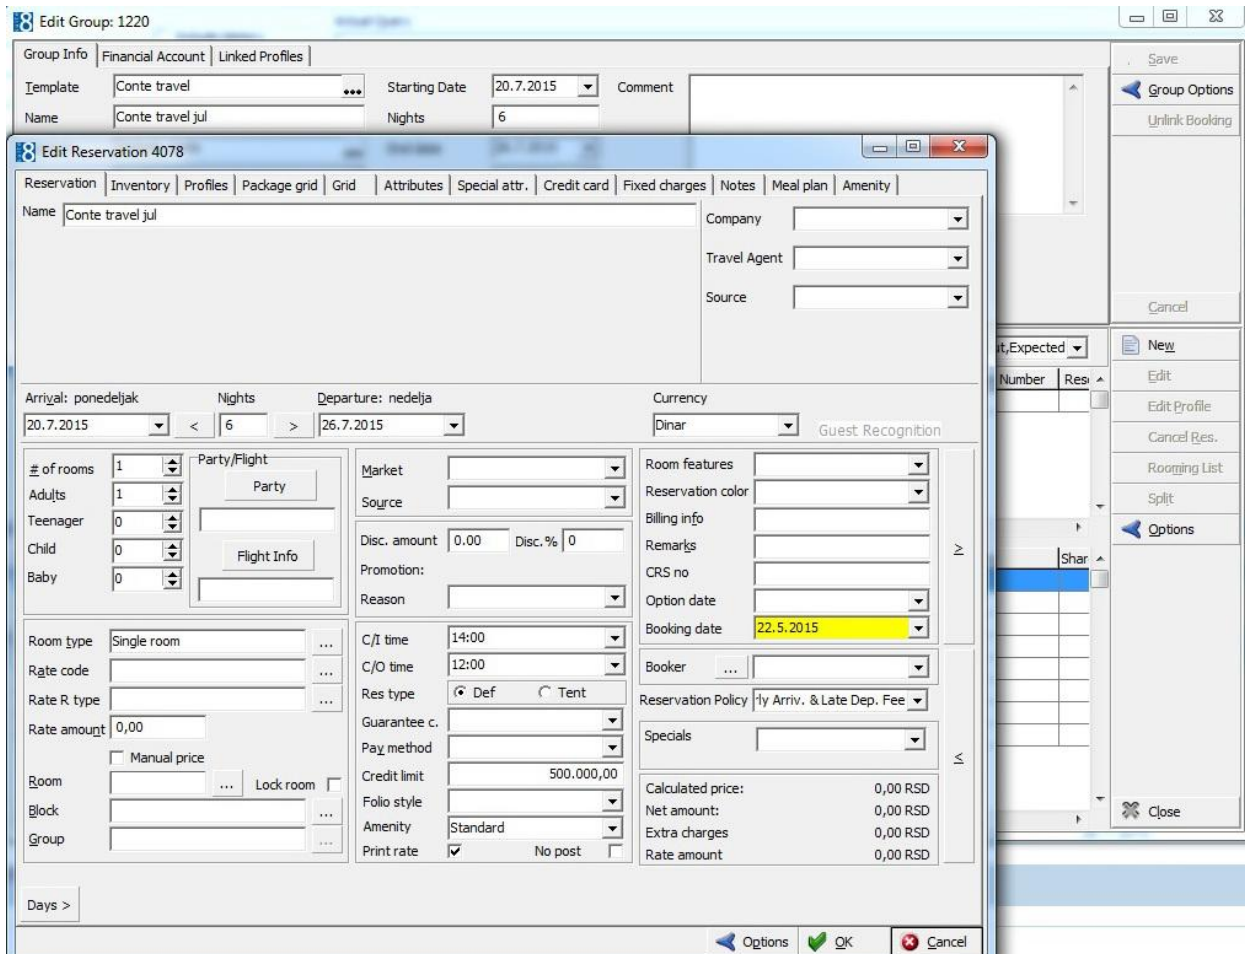 8 Edit Group: 1220
Group Info Financial Account Linked Profiles
Template Conte travel ... Starting Date 20.7.2015 Comment
Name Conte travel jul Nights 6
Save
Group Options
Unlink Booking
Cancel
8 Edit Reservation 4078
Reservation Inventory Profiles Package grid Grid Attributes Special attr. Credit card Fixed charges Notes Meal plan Amenity
Name Conte travel jul
Company
Travel Agent
Source
Arrival: ponedeljak Nights Departure: nedelja Currency
20.7.2015 < 6 > 26.7.2015 Dinar Guest Recognition
# of rooms 1
Adults 1
Teenager 0
Child 0
Baby 0
Party/Flight
Party
Flight Info
Market
Source
Disc. amount 0.00 Disc.% 0
Promotion:
Reason
Room features
Reservation color
Billing info
Remarks
CRS no
Option date
Booking date 22.5.2015
≥
Room type Single room ...
Rate code ...
Rate R type ...
Rate amount 0,00
Manual price
Room ... Lock room
Block ...
Group ...
C/I time 14:00
C/O time 12:00
Res type Def Tent
Guarantee c.
Pay method
Credit limit 500.000,00
Folio style
Amenity Standard
Print rate No post
Booker ...
Reservation Policy ly Arriv. & Late Dep. Fee
Specials
≤
Calculated price: 0,00 RSD
Net amount: 0,00 RSD
Extra charges 0,00 RSD
Rate amount 0,00 RSD
Days >
Options OK Cancel
Expected
Number
Shar
New
Edit
Edit Profile
Cancel Res.
Rooming List
Split
Options
Close